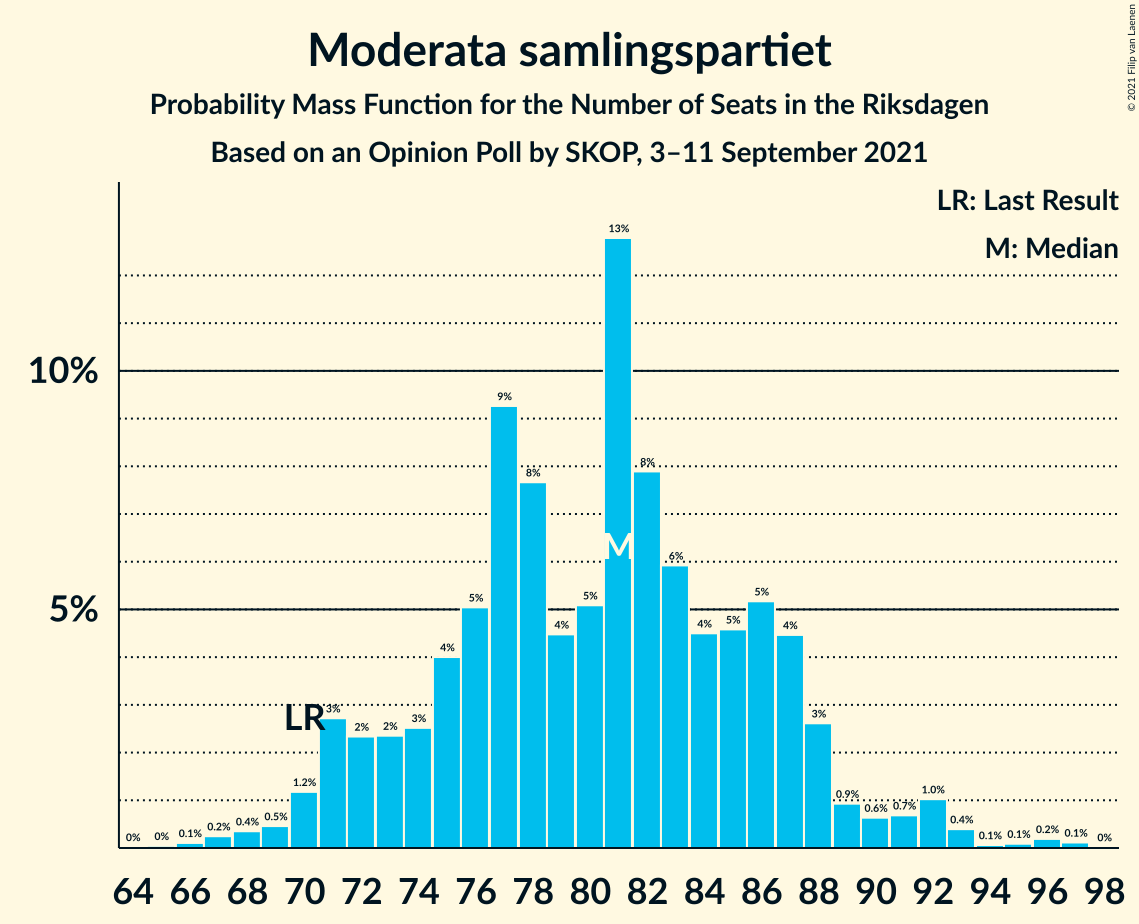 Moderata samlingspartiet
Probability Mass Function for the Number of Seats in the Riksdagen
Based on an Opinion Poll by SKOP, 3–11 September 2021
© 2021 Filip van Laenen
LR: Last Result
M: Median
10%
5%
0% 0% 0.1% 0.2% 0.4% 0.5% 1.2% 3% 2% 2% 3% 4% 5% 9% 8% 4% 5% 13% 8% 6% 4% 5% 5% 4% 3% 0.9% 0.6% 0.7% 1.0% 0.4% 0.1% 0.1% 0.2% 0.1% 0%
M
LR
64 66 68 70 72 74 76 78 80 82 84 86 88 90 92 94 96 98